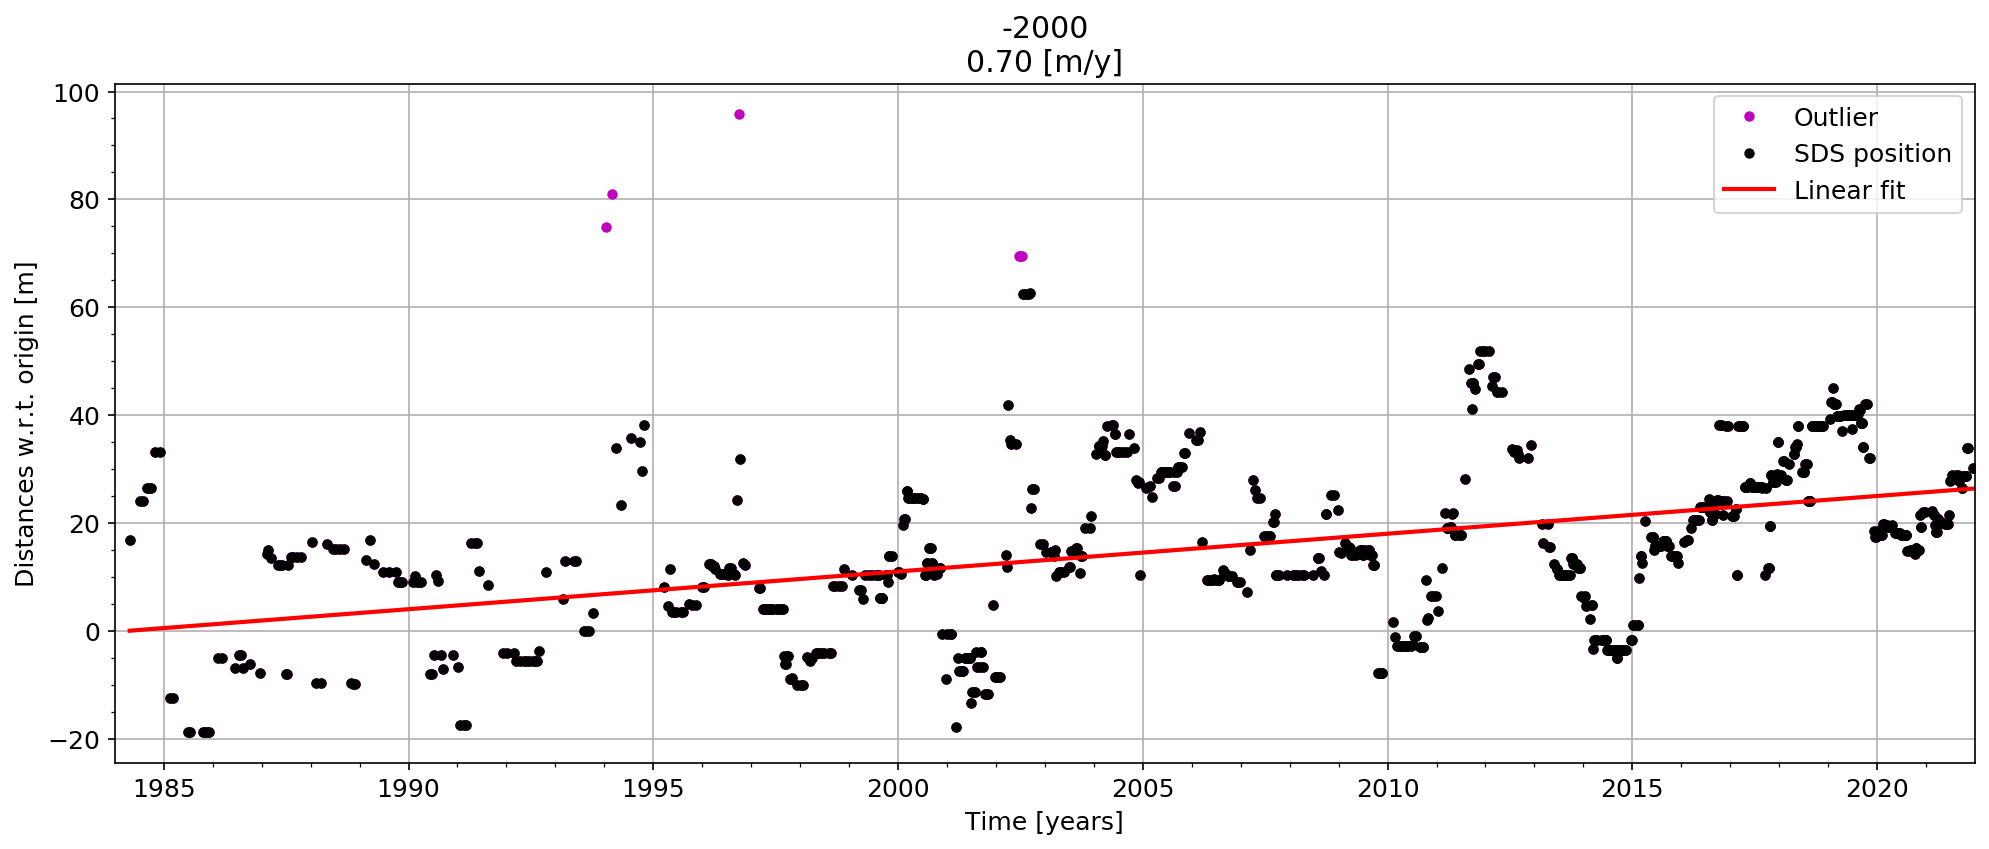 -2000
0.70 [m/y]
Distances w.r.t. origin [m]
100
80
60
40
20
0
−20
Outlier
SDS position
Linear fit
1985 1990 1995 2000 2005 2010 2015 2020
Time [years]